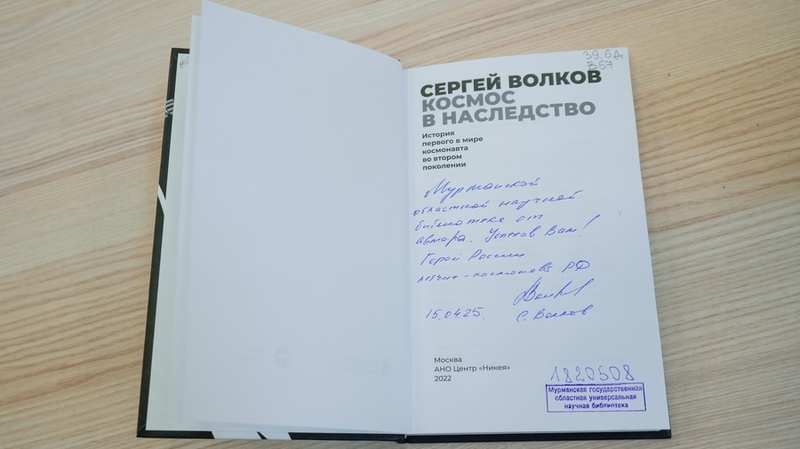 39.6д
В67
СЕРГЕЙ ВОЛКОВ
КОСМОС
В НАСЛЕДСТВО
История
первого в мире
космонавта
во втором
поколении
Мурманской
областной научной
библиотеке от
автора. Успехов Вам!
Герой России
летчик-космонавт РФ
15.04.25.
С. Волков
Москва
АНО Центр «Никея»
2022
1820508
Мурманская государственная
областная универсальная
научная библиотека